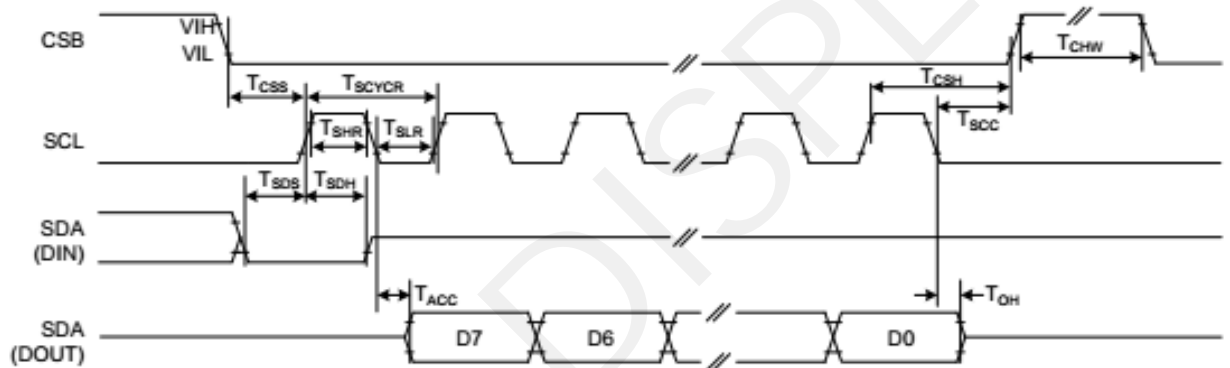 CSB
VIH
VIL
TCHW
TCSS
TSCYCR
TCSH
TSCC
SCL
TSHR
TSLR
TSDS
TSDH
SDA
(DIN)
TACC
TOH
SDA
(DOUT)
D7
D6
D0
DISPL